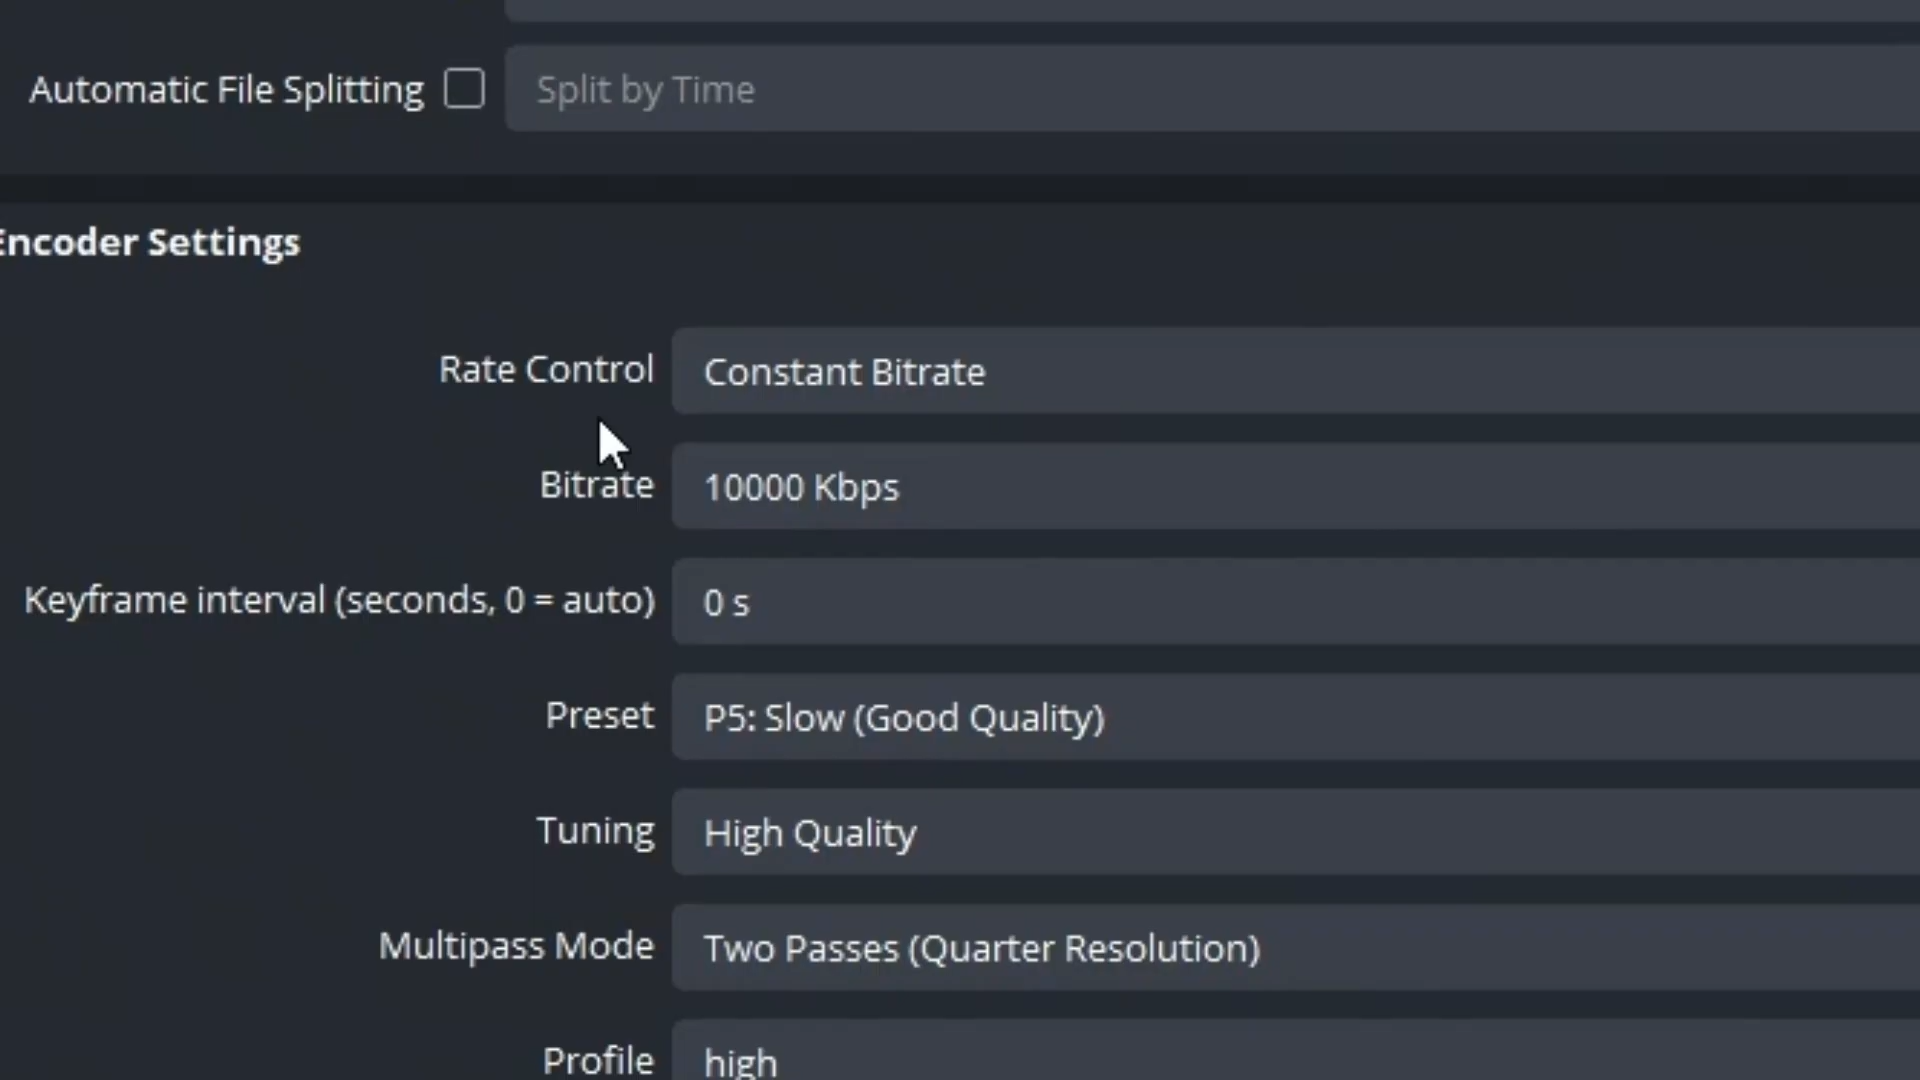 Automatic File Splitting Split by Time
Encoder Settings
Rate Control Constant Bitrate
Bitrate 10000 Kbps
Keyframe interval (seconds, 0 = auto) 0 s
Preset P5: Slow (Good Quality)
Tuning High Quality
Multipass Mode Two Passes (Quarter Resolution)
Profile high